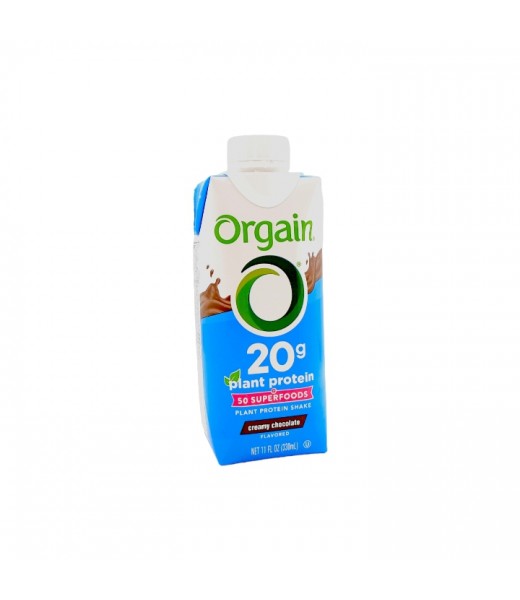 Orgain
20g
plant protein
50 SUPERFOODS
PLANT PROTEIN SHAKE
creamy chocolate
FLAVORED
NET 11 FL OZ (330mL)